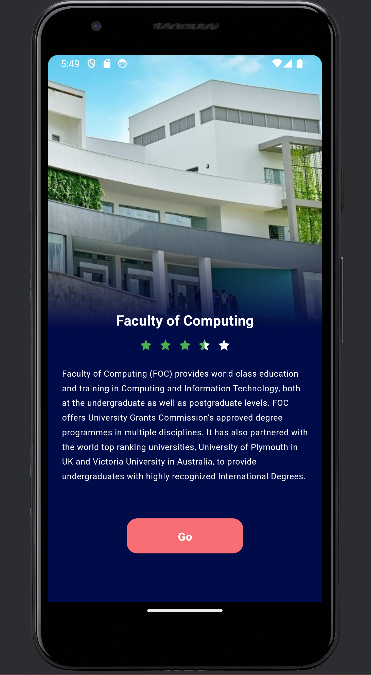 5:49
Faculty of Computing
Faculty of Computing (FOC) provides world class education
and training in Computing and Information Technology, both
at the undergraduate as well as postgraduate levels. FOC
offers University Grants Commission's approved degree
programmes in multiple disciplines. It has also partnered with
the world top ranking universities, University of Plymouth in
UK and Victoria University in Australia, to provide
undergraduates with highly recognized International Degrees.
Go